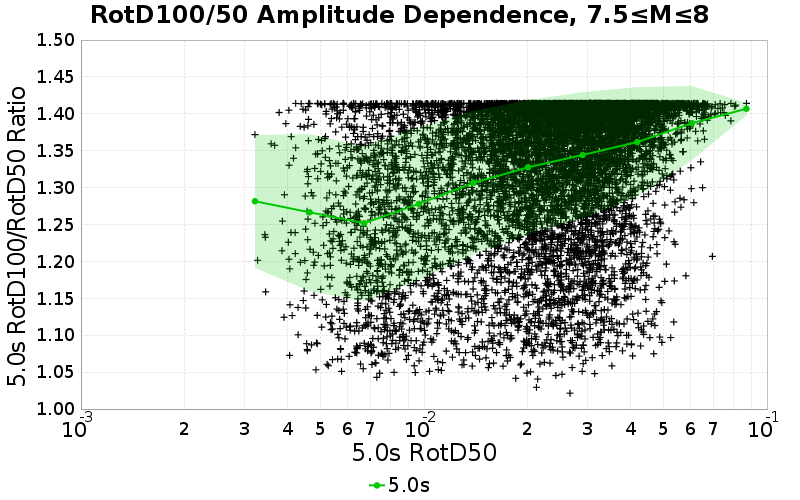 RotD100/50 Amplitude Dependence, 7.5≤M≤8
5.0s RotD100/RotD50 Ratio
1.50
1.45
1.40
1.35
1.30
1.25
1.20
1.15
1.10
1.05
1.00
10^-3 2 3 4 5 6 7 10^-2 2 3 4 5 6 7 10^-1
5.0s RotD50
5.0s